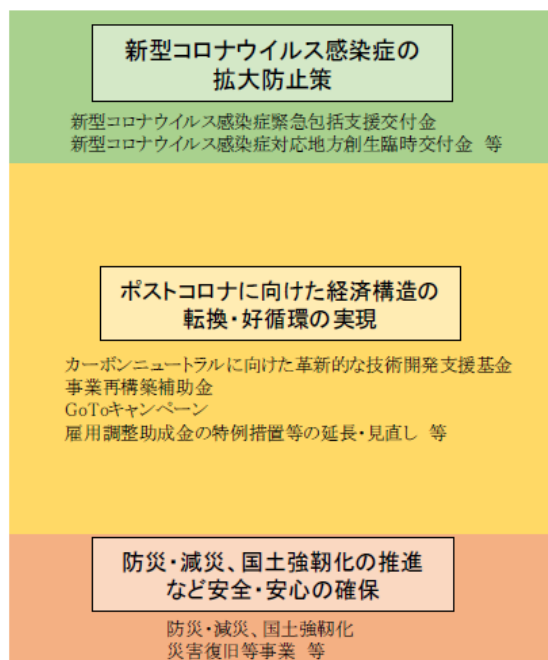 新型コロナウイルス感染症の
拡大防止策
新型コロナウイルス感染症緊急包括支援交付金
新型コロナウイルス感染症対応地方創生臨時交付金 等
ポストコロナに向けた経済構造の
転換・好循環の実現
カーボンニュートラルに向けた革新的な技術開発支援基金
事業再構築補助金
GoToキャンペーン
雇用調整助成金の特例措置等の延長・見直し 等
防災・減災、国土強靱化の推進
など安全・安心の確保
防災・減災、国土強靱化
災害復旧等事業 等